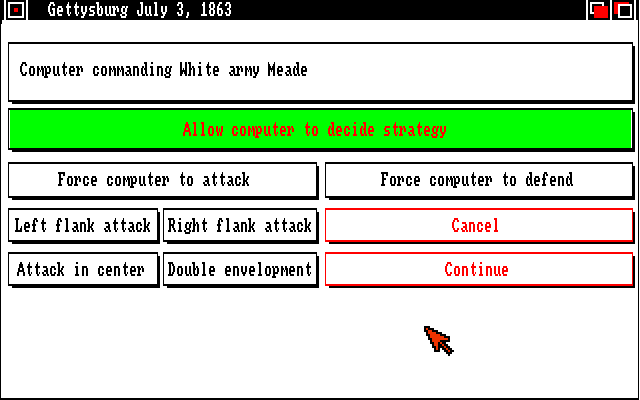 Gettysburg July 3, 1863
Computer commanding White army Meade
Allow computer to decide strategy
Force computer to attack
Force computer to defend
Left flank attack
Right flank attack
Cancel
Attack in center
Double envelopment
Continue